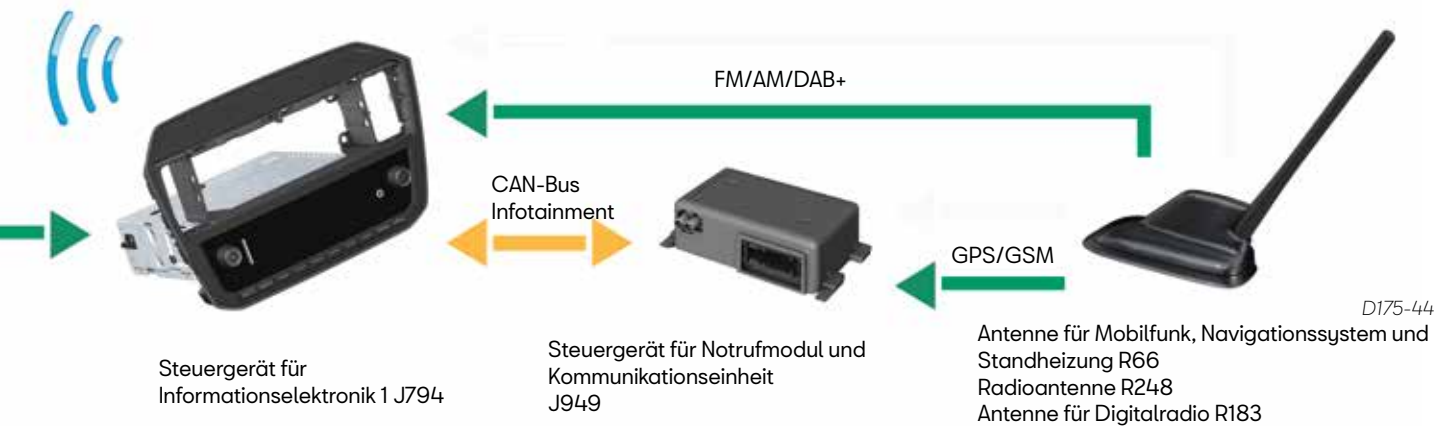 FM/AM/DAB+
CAN-Bus
Infotainment
GPS/GSM
D175-44
Steuergerät für
Informationselektronik 1 J794
Steuergerät für Notrufmodul und
Kommunikationseinheit
J949
Antenne für Mobilfunk, Navigationssystem und
Standheizung R66
Radioantenne R248
Antenne für Digitalradio R183